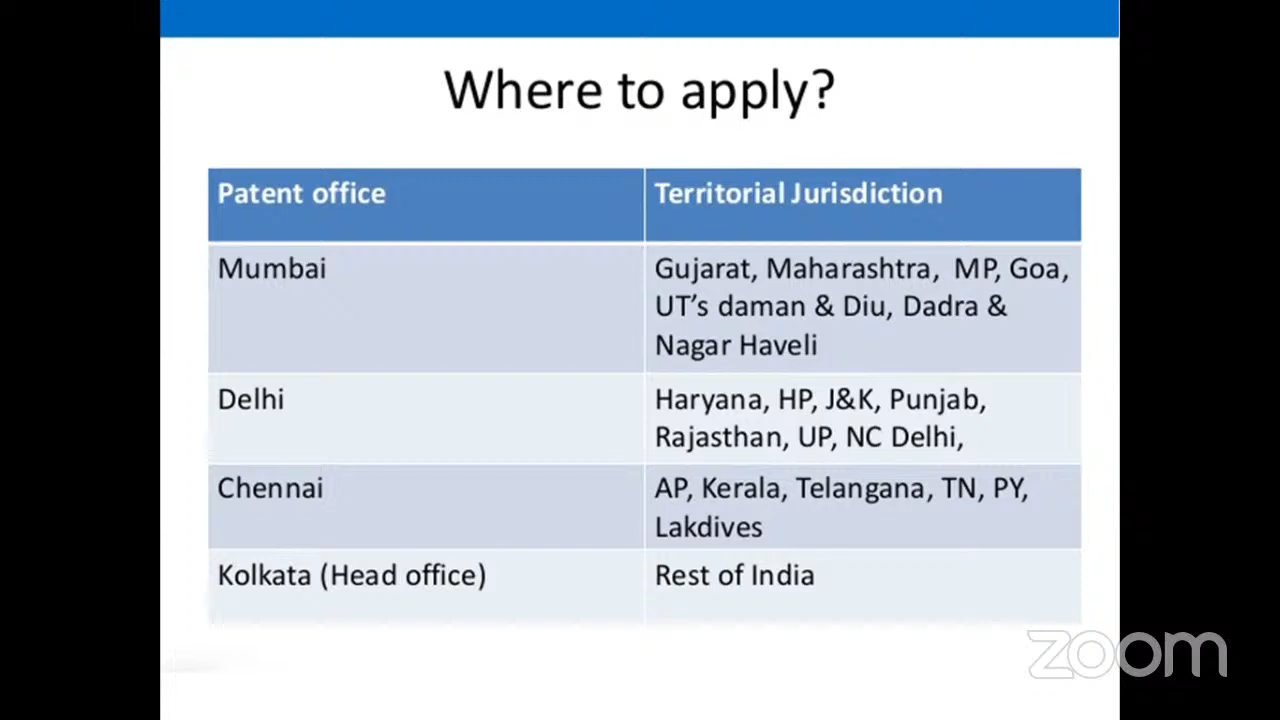 Where to apply?
Patent office
Territorial Jurisdiction
Mumbai
Gujarat, Maharashtra, MP, Goa,
UT's daman & Diu, Dadra &
Nagar Haveli
Delhi
Haryana, HP, J&K, Punjab,
Rajasthan, UP, NC Delhi,
Chennai
AP, Kerala, Telangana, TN, PY,
Lakdives
Kolkata (Head office)
Rest of India
zoom